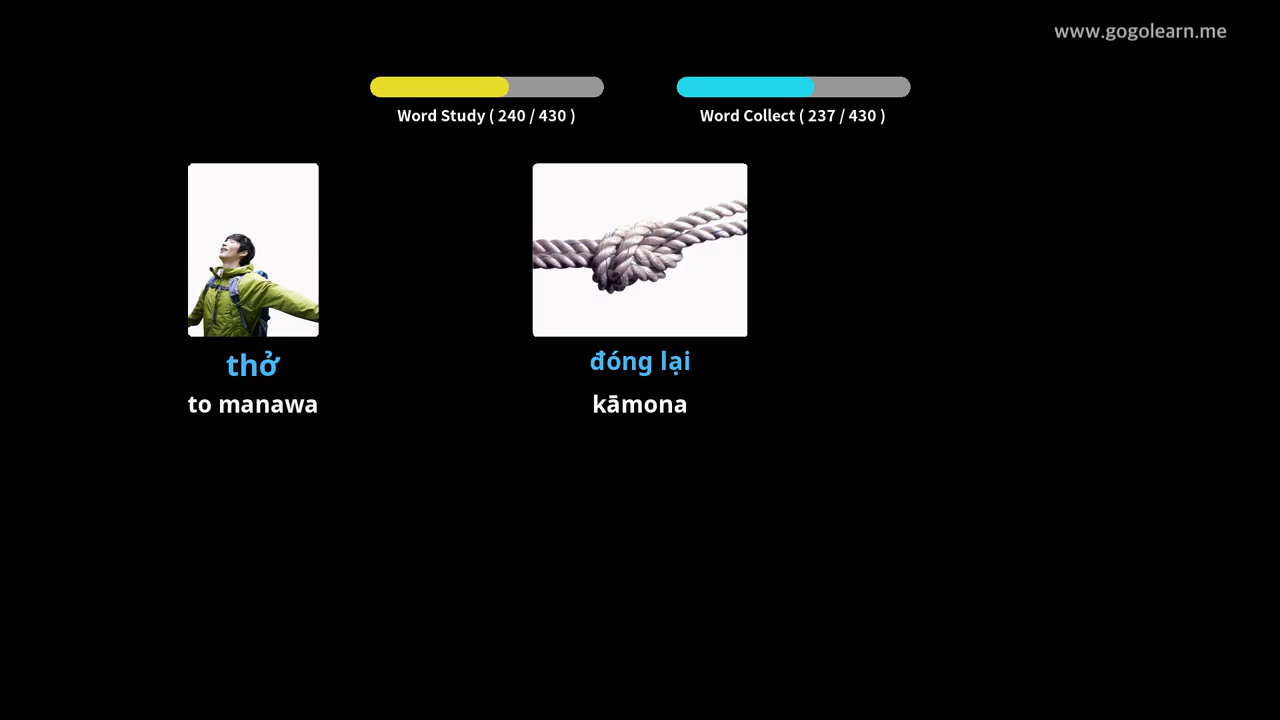 www.gogolearn.me
Word Study ( 240 / 430 )
Word Collect ( 237 / 430 )
thở
đóng lại
to manawa
kāmona